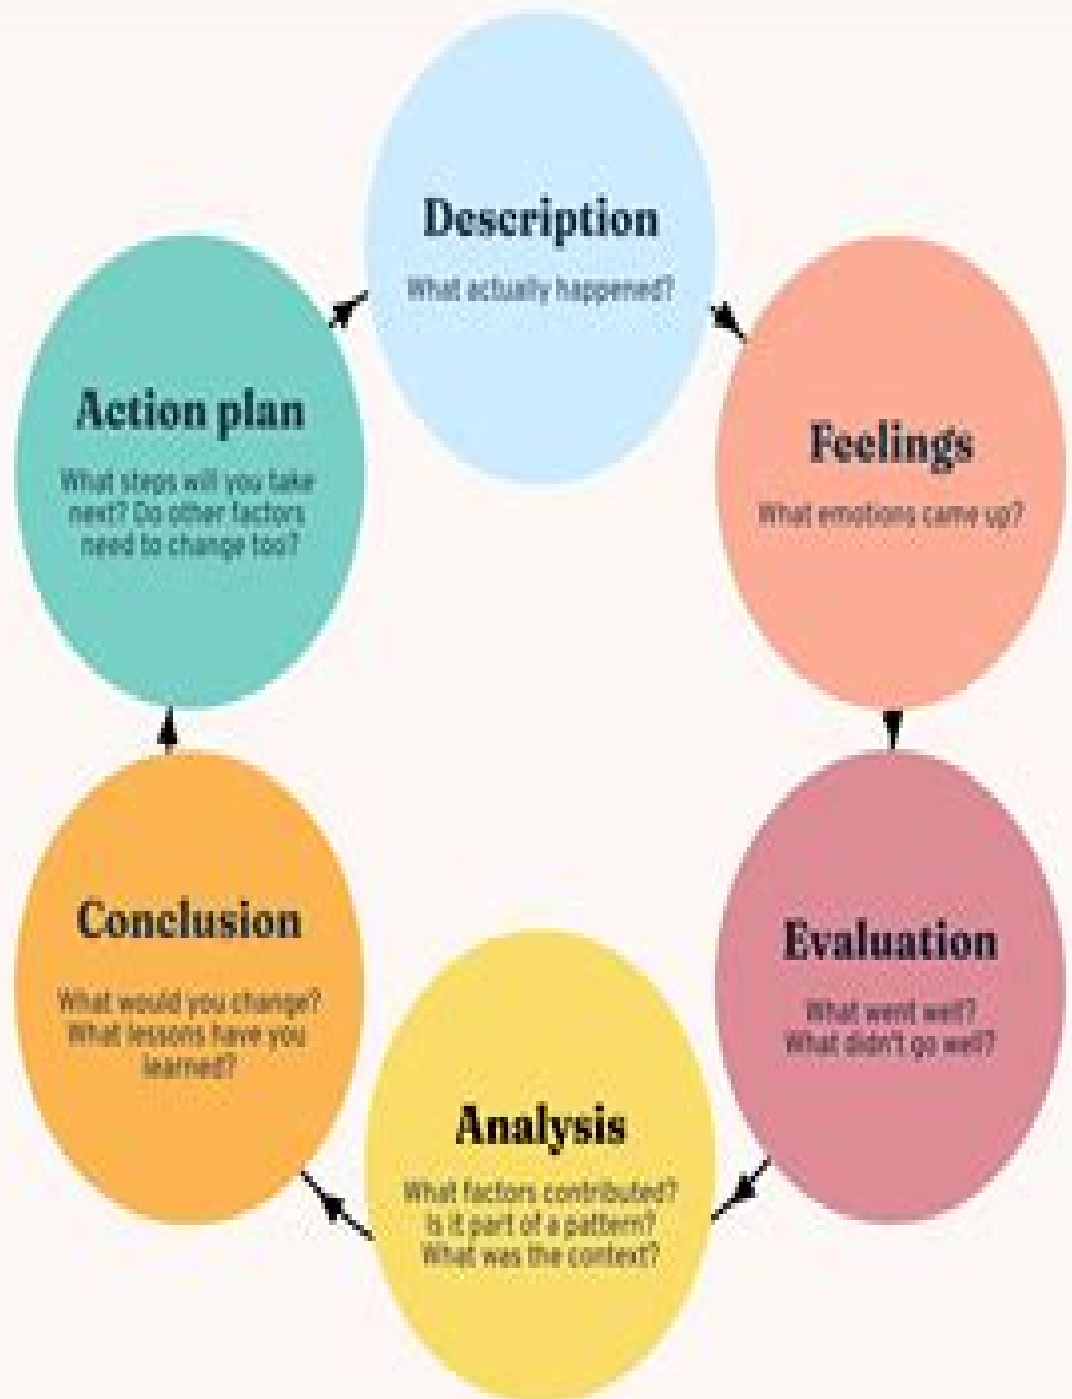 Description
What actually happened?
Feelings
What emotions came up?
Evaluation
What went well?
What didn't go well?
Analysis
What factors contributed?
Is it part of a pattern?
What was the context?
Conclusion
What would you change?
What lessons have you
learned?
Action plan
What steps will you take
next? Do other factors
need to change too?